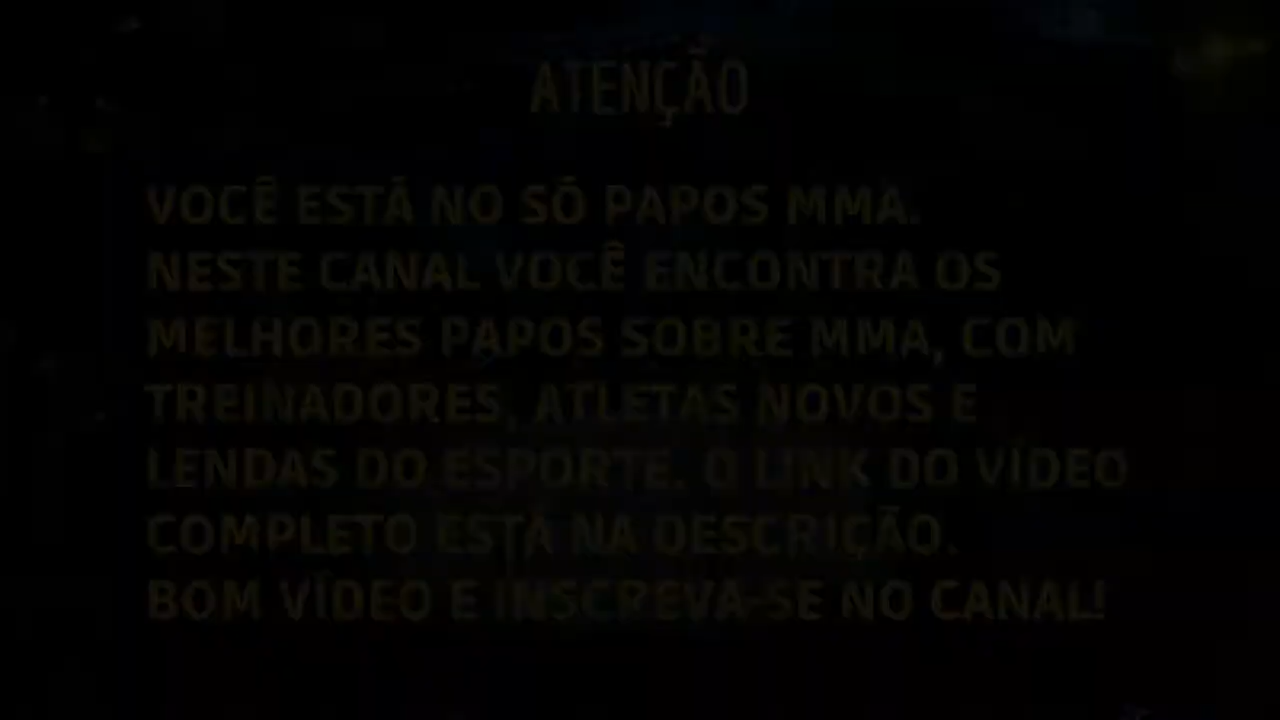 ATENÇÃO
VOCÊ ESTÁ NO SÓ PAPOS MMA.
NESTE CANAL VOCÊ ENCONTRA OS
MELHORES PAPOS SOBRE MMA, COM
TREINADORES, ATLETAS NOVOS E
LENDAS DO ESPORTE. O LINK DO VÍDEO
COMPLETO ESTÁ NA DESCRIÇÃO.
BOM VÍDEO E INSCREVA-SE NO CANAL!